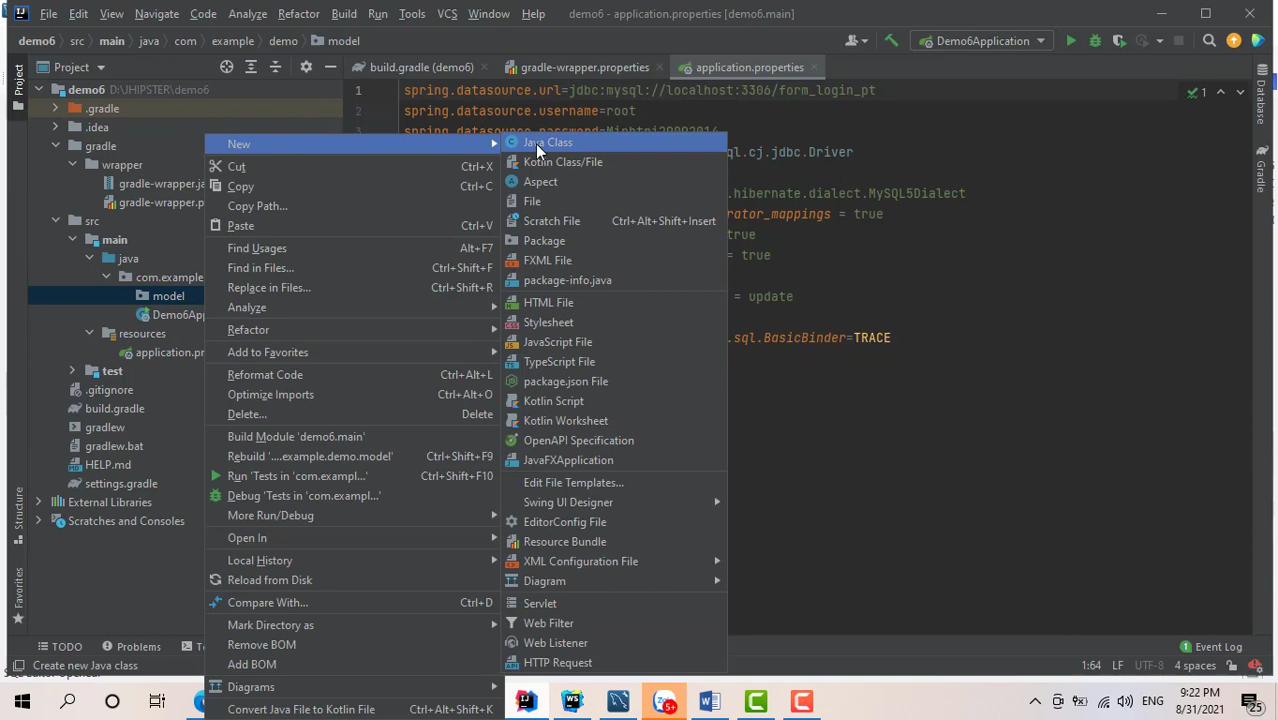 File Edit View Navigate Code Analyze Refactor Build Run Tools VCS Window Help demo6 - application.properties [demo6.main]
demo6 src main java com example demo model Demo6Application
Project
Project
build.gradle (demo6)
gradle-wrapper.properties
application.properties
demo6 JHIPSTER\demo6
.gradle
.idea
gradle
wrapper
gradle-wrapper.ja
gradle-wrapper.p
src
main
java
com.example
model
Demo6Ap
resources
application.pr
test
.gitignore
build.gradle
gradlew
gradlew.bat
HELP.md
settings.gradle
External Libraries
Scratches and Consoles
Structure
Favorites
1 spring.datasource.url=jdbc:mysql://localhost:3306/form_login_pt
2 spring.datasource.username=root
3
ql.cj.jdbc.Driver
.hibernate.dialect.MySQL5Dialect
rator_mappings = true
true
= true
= update
.sql.BasicBinder=TRACE
1
Database
Gradle
New
Cut Ctrl+X
Copy Ctrl+C
Copy Path...
Paste Ctrl+V
Find Usages Alt+F7
Find in Files... Ctrl+Shift+F
Replace in Files... Ctrl+Shift+R
Analyze
Refactor
Add to Favorites
Reformat Code Ctrl+Alt+L
Optimize Imports Ctrl+Alt+O
Delete... Delete
Build Module 'demo6.main'
Rebuild '....example.demo.model' Ctrl+Shift+F9
Run 'Tests in 'com.exampl...' Ctrl+Shift+F10
Debug 'Tests in 'com.exampl...'
More Run/Debug
Open In
Local History
Reload from Disk
Compare With... Ctrl+D
Mark Directory as
Remove BOM
Add BOM
Diagrams
Convert Java File to Kotlin File Ctrl+Alt+Shift+K
Java Class
Kotlin Class/File
Aspect
File
Scratch File Ctrl+Alt+Shift+Insert
Package
FXML File
package-info.java
HTML File
Stylesheet
JavaScript File
TypeScript File
package.json File
Kotlin Script
Kotlin Worksheet
OpenAPI Specification
JavaFXApplication
Edit File Templates...
Swing UI Designer
EditorConfig File
Resource Bundle
XML Configuration File
Diagram
Servlet
Web Filter
Web Listener
HTTP Request
TODO Problems Event Log
Create new Java class 1:64 LF UTF-8 4 spaces
5+
ENG
9:22 PM
8/31/2021
25